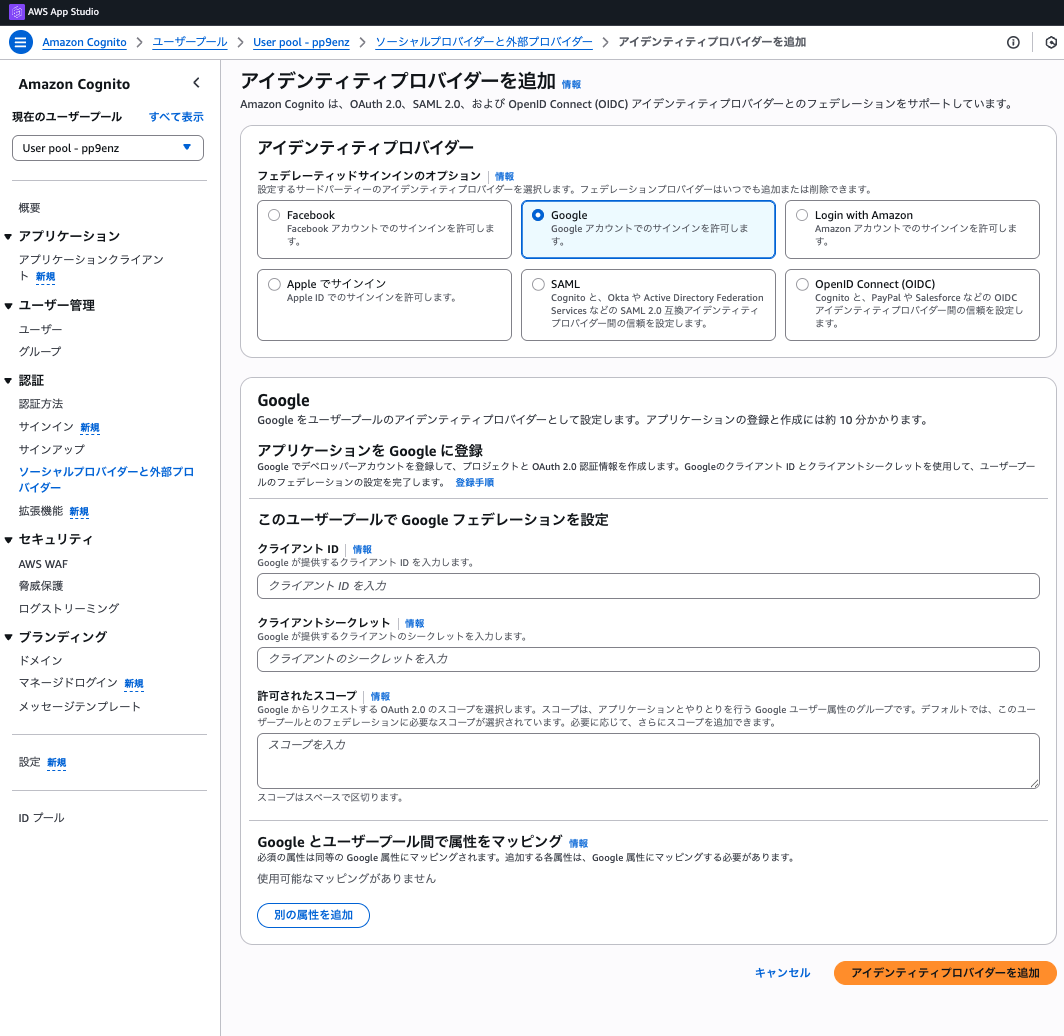 AWS App Studio
Amazon Cognito
ユーザープール
User pool - pp9enz
ソーシャルプロバイダーと外部プロバイダー
アイデンティティプロバイダーを追加
Amazon Cognito
現在のユーザープール
すべて表示
User pool - pp9enz
概要
アプリケーション
アプリケーションクライアン
ト 新規
ユーザー管理
ユーザー
グループ
認証
認証方法
サインイン 新規
サインアップ
ソーシャルプロバイダーと外部プロ
バイダー
拡張機能 新規
セキュリティ
AWS WAF
脅威保護
ログストリーミング
ブランディング
ドメイン
マネージドログイン 新規
メッセージテンプレート
設定 新規
ID プール
アイデンティティプロバイダーを追加 情報
Amazon Cognito は、OAuth 2.0、SAML 2.0、および OpenID Connect (OIDC) アイデンティティプロバイダーとのフェデレーションをサポートしています。
アイデンティティプロバイダー
フェデレーティッドサインインのオプション 情報
設定するサードパーティーのアイデンティティプロバイダーを選択します。フェデレーションプロバイダーはいつでも追加または削除できます。
Facebook
Facebook アカウントでのサインインを許可しま
す。
Google
Google アカウントでのサインインを許可しま
す。
Login with Amazon
Amazon アカウントでのサインインを許可しま
す。
Apple でサインイン
Apple ID でのサインインを許可します。
SAML
Cognito と、Okta や Active Directory Federation
Services などの SAML 2.0 互換アイデンティティ
プロバイダー間の信頼を設定します。
OpenID Connect (OIDC)
Cognito と、PayPal や Salesforce などの OIDC
アイデンティティプロバイダー間の信頼を設定し
ます。
Google
Google をユーザープールのアイデンティティプロバイダーとして設定します。アプリケーションの登録と作成には約 10 分かかります。
アプリケーションを Google に登録
Google でデベロッパーアカウントを登録して、プロジェクトと OAuth 2.0 認証情報を作成します。Googleのクライアント ID とクライアントシークレットを使用して、ユーザープー
ルのフェデレーションの設定を完了します。 登録手順
このユーザープールで Google フェデレーションを設定
クライアント ID 情報
Google が提供するクライアント ID を入力します。
クライアント ID を入力
クライアントシークレット 情報
Google が提供するクライアントのシークレットを入力します。
クライアントのシークレットを入力
許可されたスコープ 情報
Google からリクエストする OAuth 2.0 のスコープを選択します。スコープは、アプリケーションとやりとりを行う Google ユーザー属性のグループです。デフォルトでは、このユー
ザープールとのフェデレーションに必要なスコープが選択されています。必要に応じて、さらにスコープを追加できます。
スコープを入力
スコープはスペースで区切ります。
Google とユーザープール間で属性をマッピング 情報
必須の属性は同等の Google 属性にマッピングされます。追加する各属性は、Google 属性にマッピングする必要があります。
使用可能なマッピングがありません
別の属性を追加
キャンセル
アイデンティティプロバイダーを追加